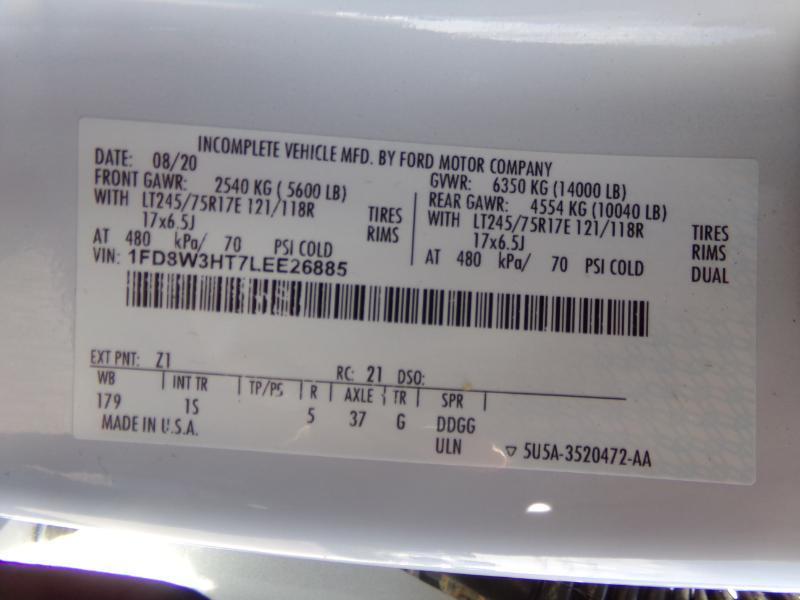 INCOMPLETE VEHICLE MFD. BY FORD MOTOR COMPANY
DATE: 08/20 GVWR: 6350 KG (14000 LB)
FRONT GAWR: 2540 KG ( 5600 LB) REAR GAWR: 4554 KG (10040 LB)
WITH LT245/75R17E 121/118R TIRES WITH LT245/75R17E 121/118R TIRES
17x6.5J RIMS 17x6.5J RIMS
AT 480 kPa/ 70 PSI COLD AT 480 kPa/ 70 PSI COLD DUAL
VIN: 1FD8W3HT7LEE26885
EXT PNT: Z1 RC: 21 DSO:
WB INT TR TP/PS R AXLE TR SPR
179 1S 5 37 G DDGG
MADE IN U.S.A. ULN ▽ 5U5A-3520472-AA